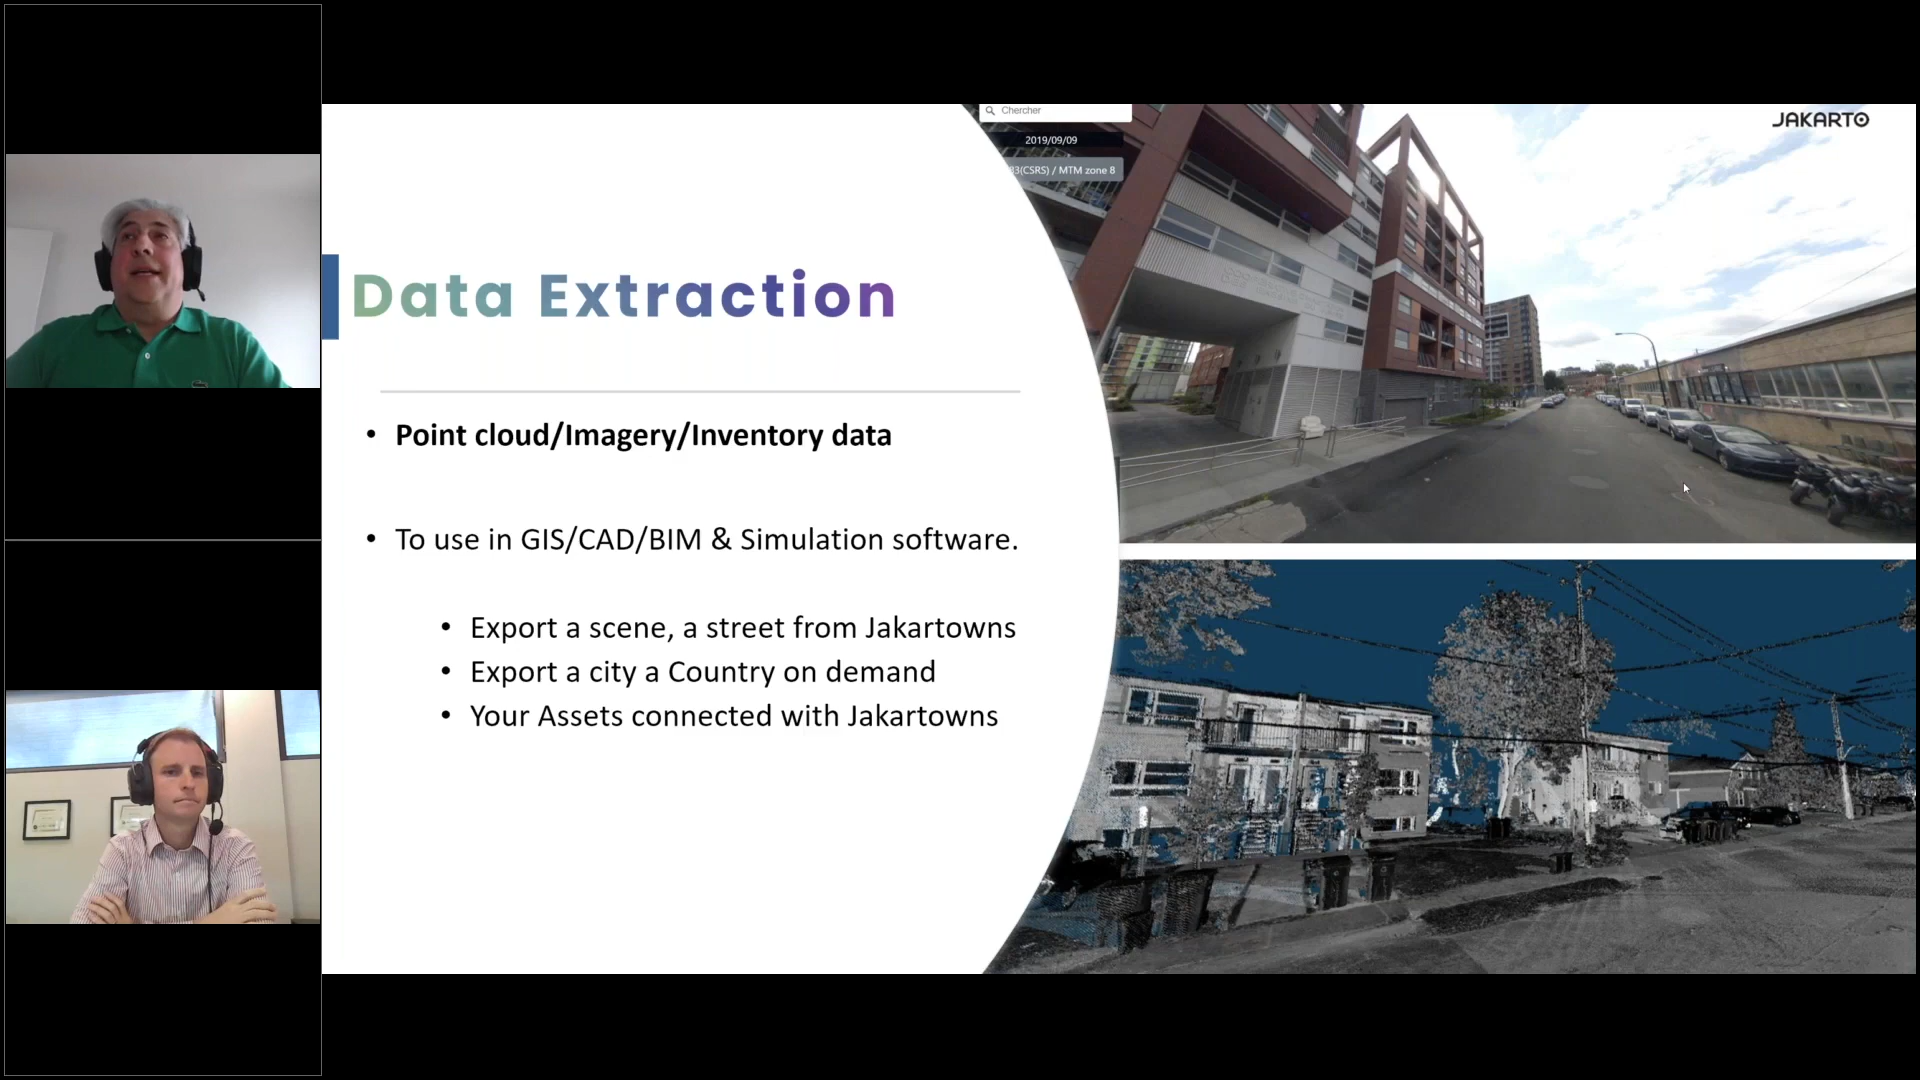 Data Extraction
• Point cloud/Imagery/Inventory data
• To use in GIS/CAD/BIM & Simulation software.
• Export a scene, a street from Jakartowns
• Export a city a Country on demand
• Your Assets connected with Jakartowns
Chercher
2019/09/09
83(CSRS) / MTM zone 8
JAKARTO